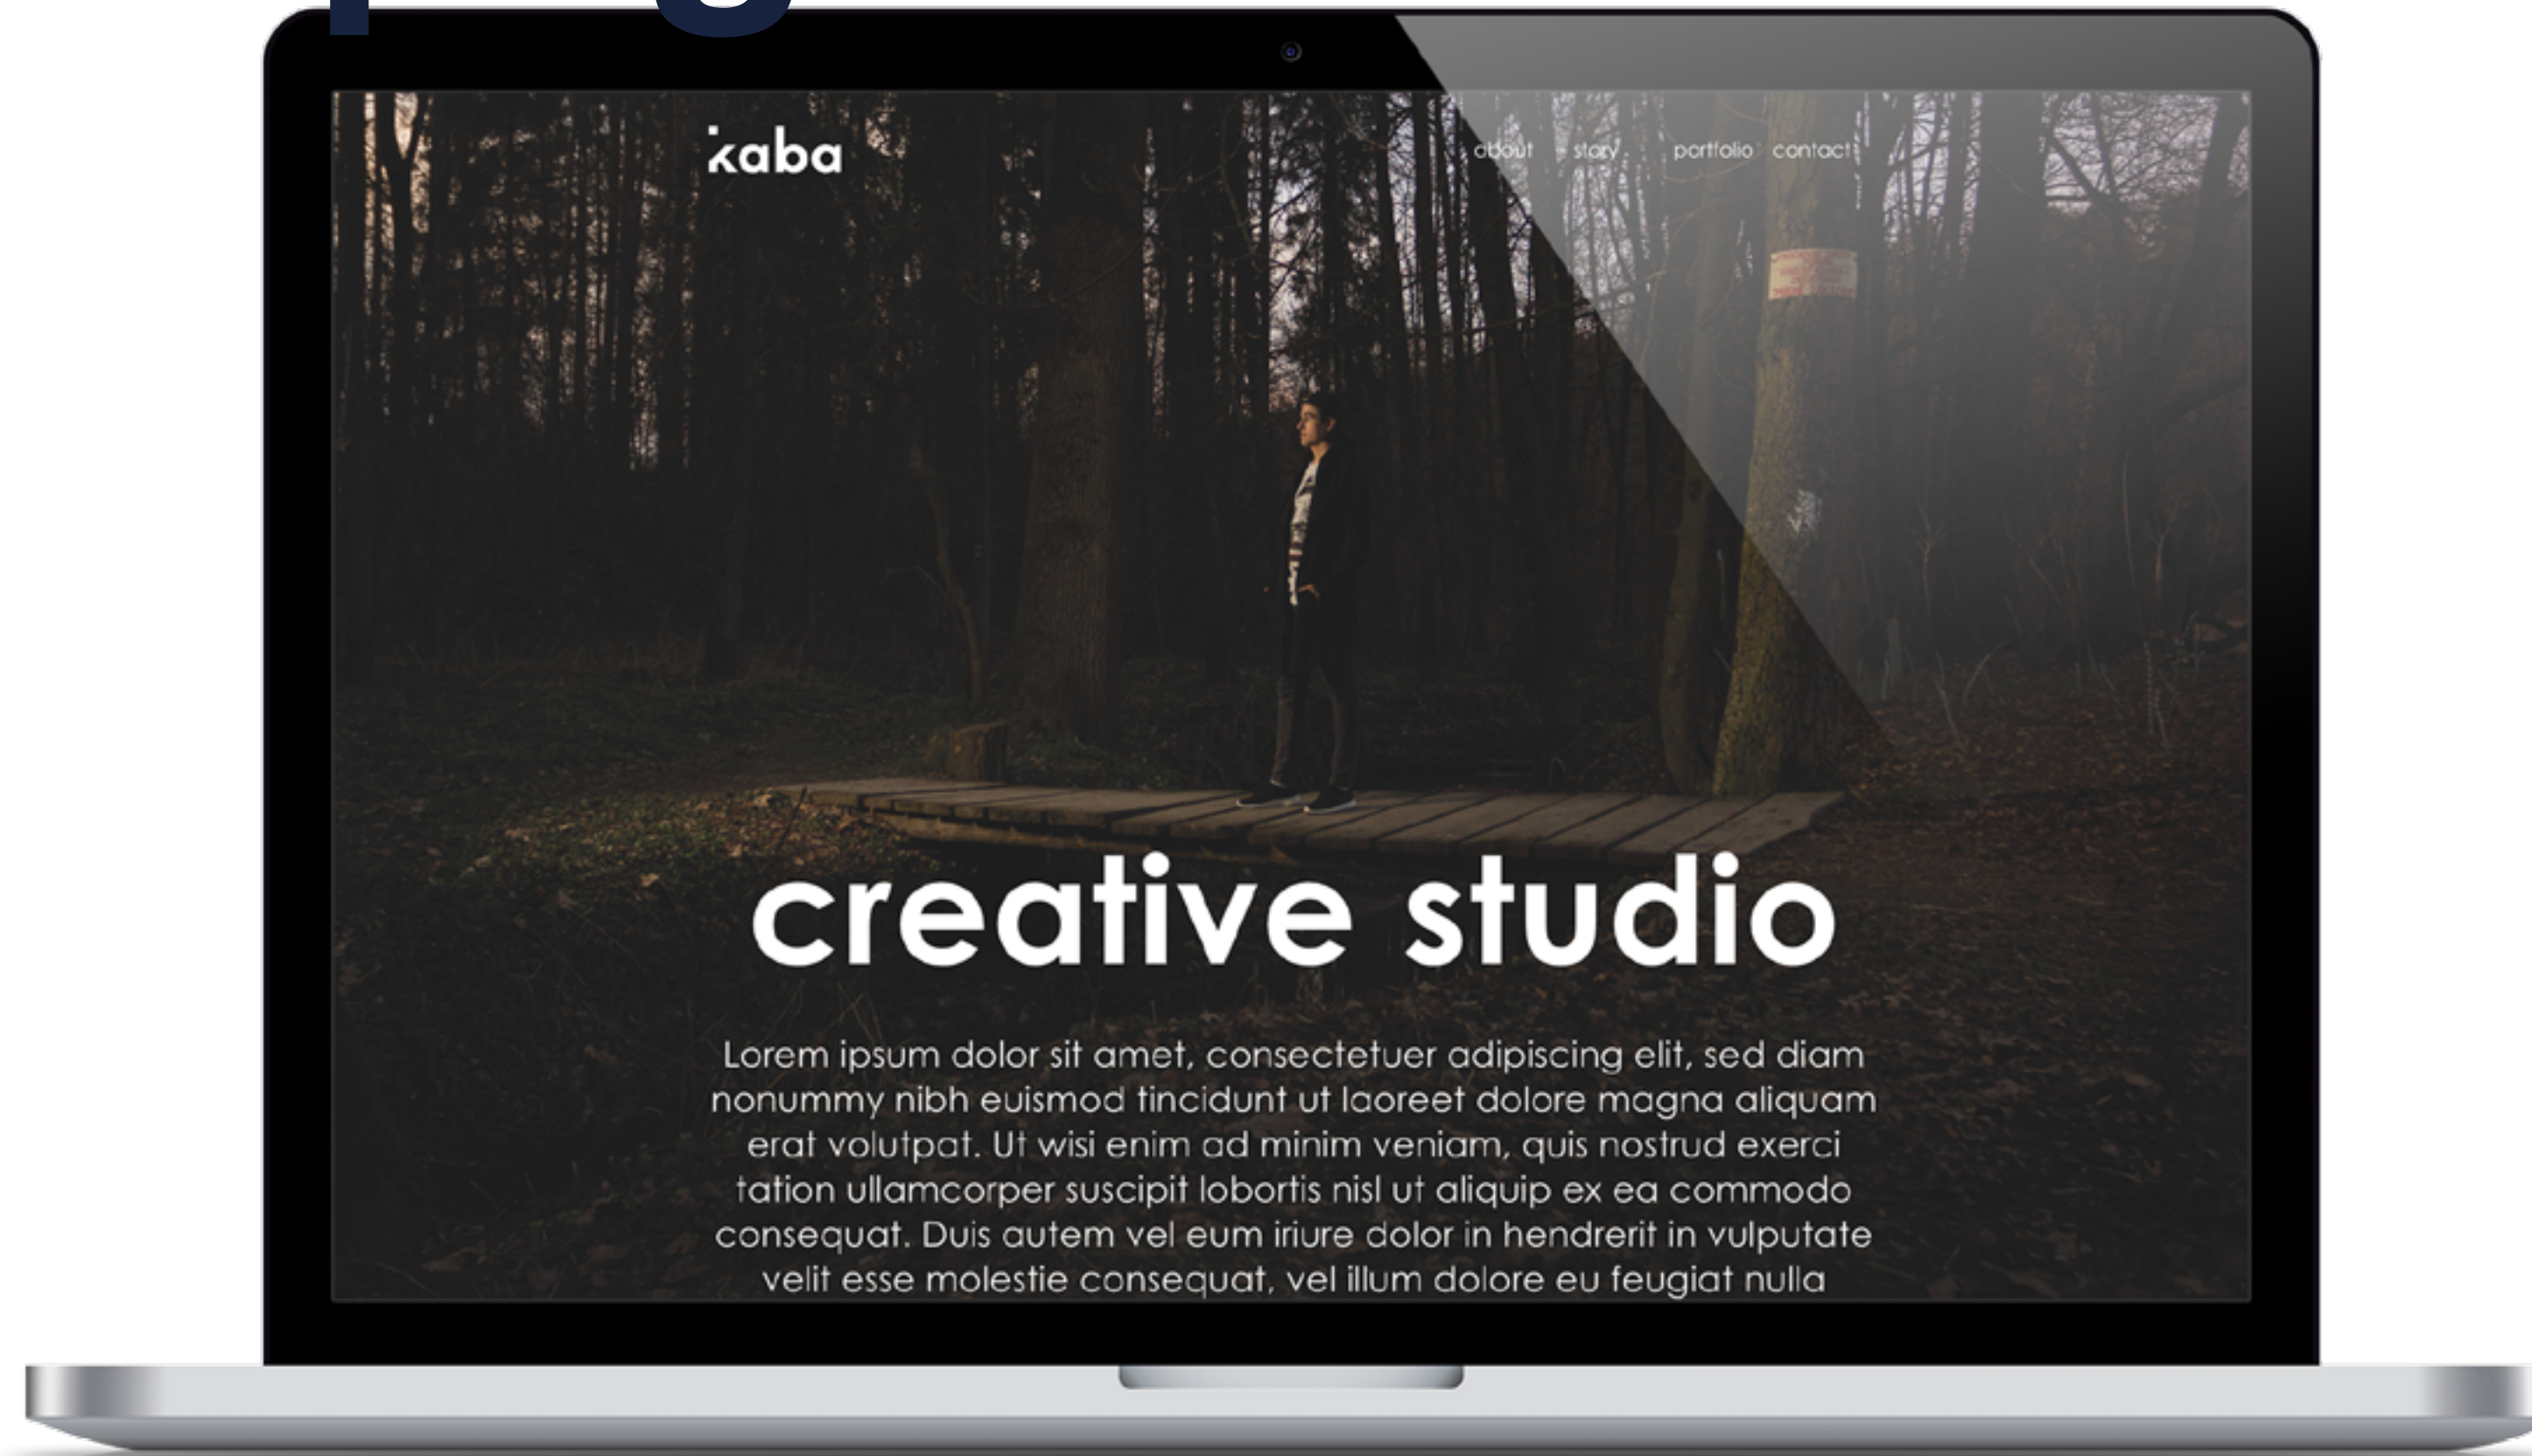 kaba
about story portfolio contact
creative studio
Lorem ipsum dolor sit amet, consectetuer adipiscing elit, sed diam
nonummy nibh euismod tincidunt ut laoreet dolore magna aliquam
erat volutpat. Ut wisi enim ad minim veniam, quis nostrud exerci
tation ullamcorper suscipit lobortis nisl ut aliquip ex ea commodo
consequat. Duis autem vel eum iriure dolor in hendrerit in vulputate
velit esse molestie consequat, vel illum dolore eu feugiat nulla